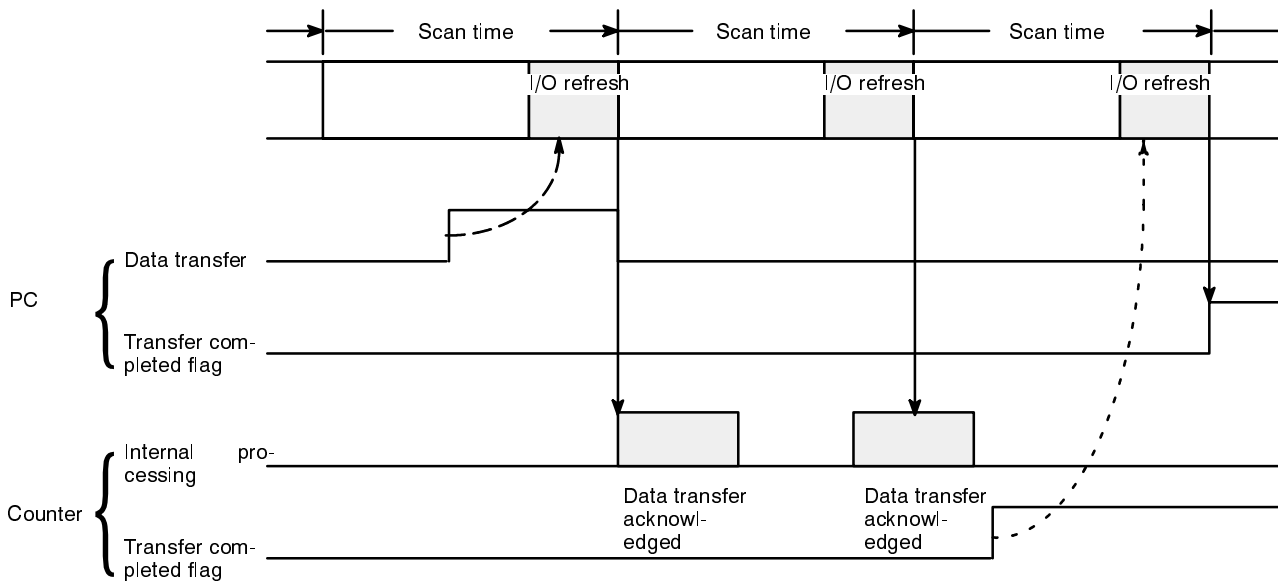 Scan time
Scan time
Scan time
I/O refresh
I/O refresh
I/O refresh
Data transfer
PC
Transfer com-
pleted flag
Internal pro-
cessing
Counter
Data transfer
acknowl-
edged
Data transfer
acknowl-
edged
Transfer com-
pleted flag